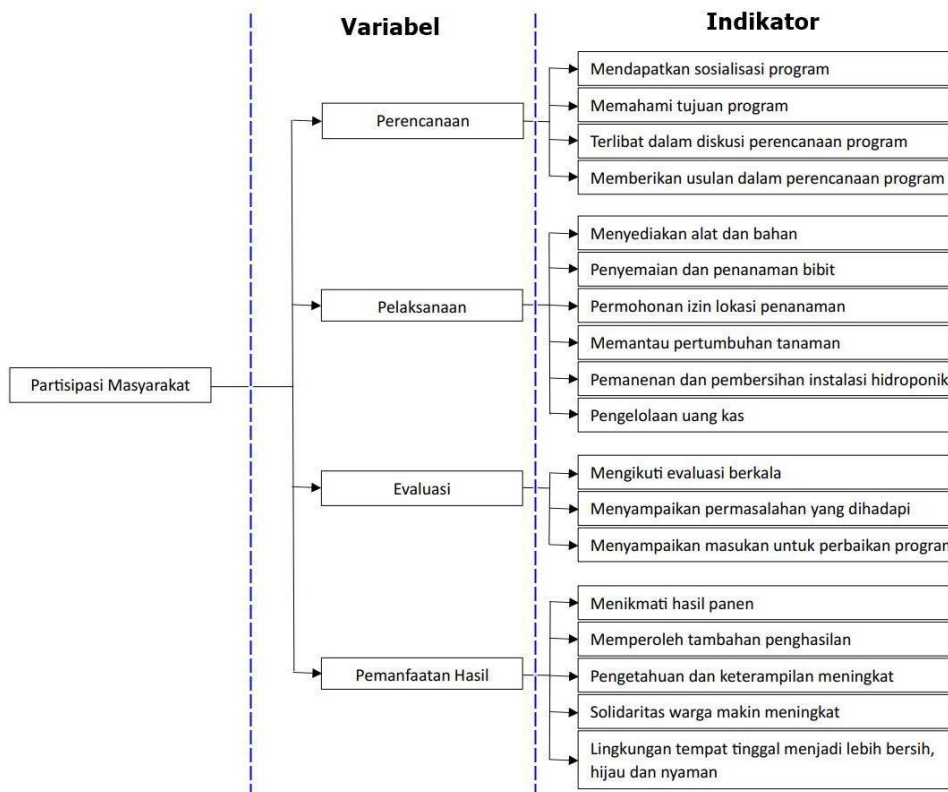 Variabel
Indikator
Partisipasi Masyarakat
Perencanaan
Mendapatkan sosialisasi program
Memahami tujuan program
Terlibat dalam diskusi perencanaan program
Memberikan usulan dalam perencanaan program
Pelaksanaan
Menyediakan alat dan bahan
Penyemaian dan penanaman bibit
Permohonan izin lokasi penanaman
Memantau pertumbuhan tanaman
Pemanenan dan pembersihan instalasi hidroponik
Pengelolaan uang kas
Evaluasi
Mengikuti evaluasi berkala
Menyampaikan permasalahan yang dihadapi
Menyampaikan masukan untuk perbaikan program
Pemanfaatan Hasil
Menikmati hasil panen
Memperoleh tambahan penghasilan
Pengetahuan dan keterampilan meningkat
Solidaritas warga makin meningkat
Lingkungan tempat tinggal menjadi lebih bersih,
hijau dan nyaman